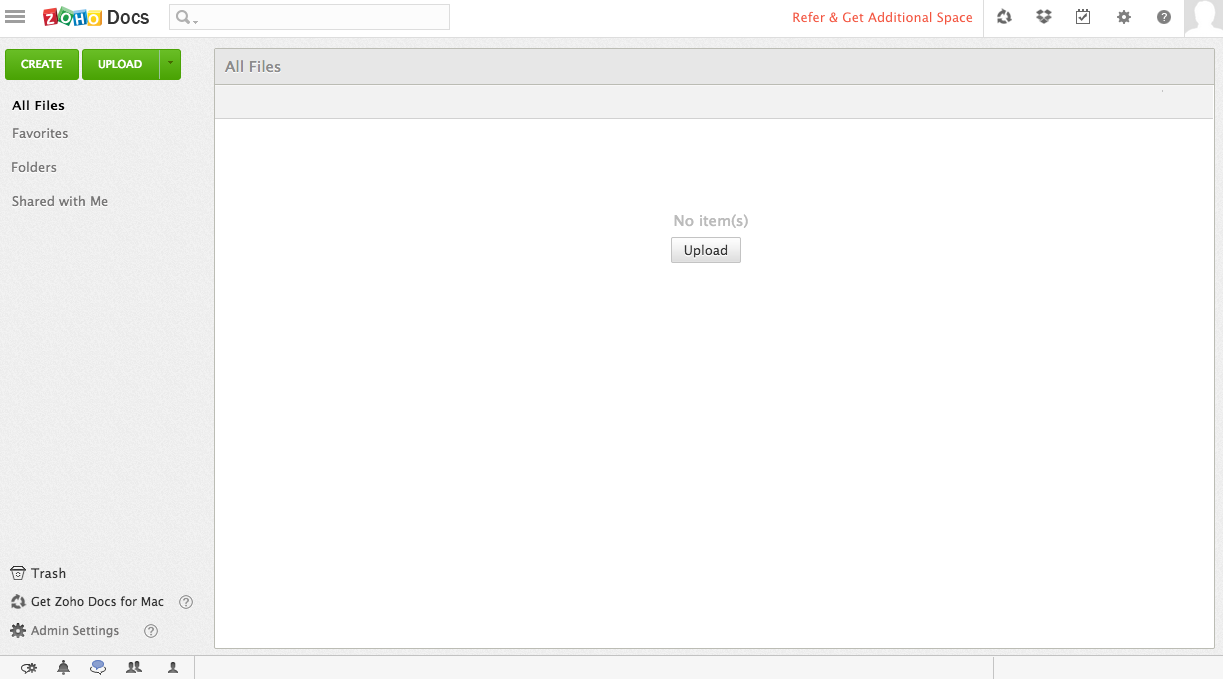 ZOHO Docs
Refer & Get Additional Space
CREATE
UPLOAD
All Files
Favorites
Folders
Shared with Me
All Files
No item(s)
Upload
Trash
Get Zoho Docs for Mac ?
Admin Settings ?